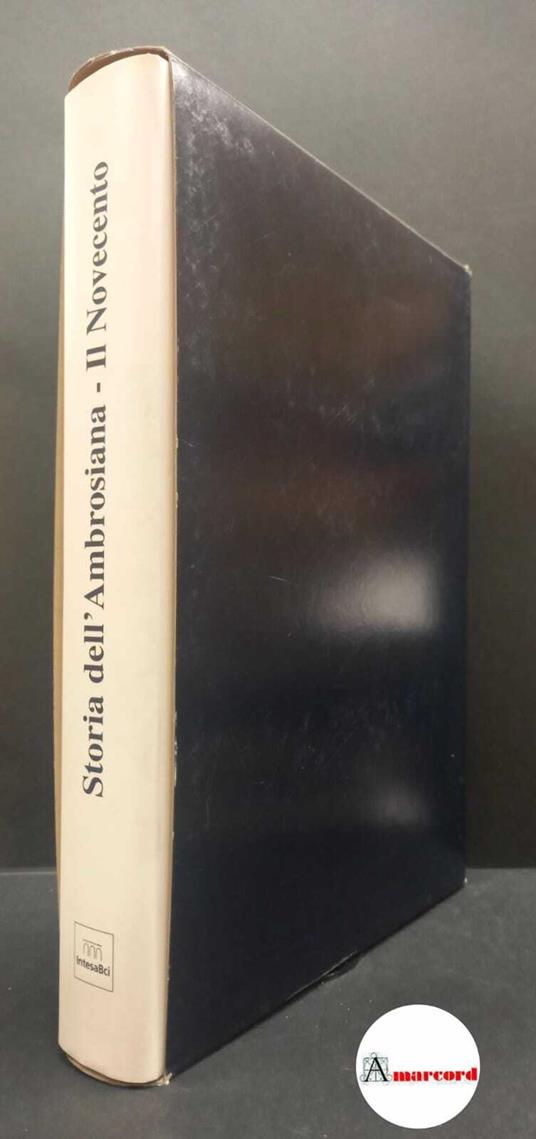 Storia dell'Ambrosiana - Il Novecento
IntesaBci
Amarcord